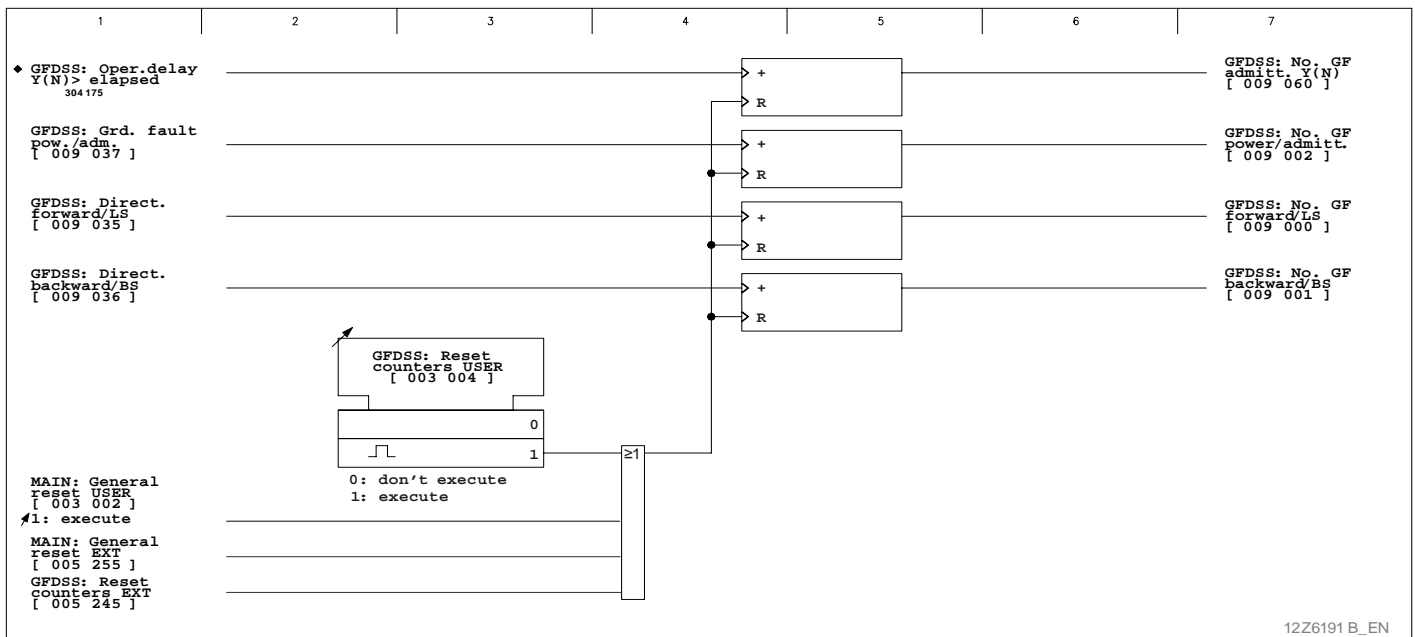 1 2 3 4 5 6 7
◆ GFDSS: Oper.delay
Y(N)> elapsed
304 175
+
R
GFDSS: No. GF
admitt. Y(N)
[ 009 060 ]
GFDSS: Grd. fault
pow./adm.
[ 009 037 ]
+
R
GFDSS: No. GF
power/admitt.
[ 009 002 ]
GFDSS: Direct.
forward/LS
[ 009 035 ]
+
R
GFDSS: No. GF
forward/LS
[ 009 000 ]
GFDSS: Direct.
backward/BS
[ 009 036 ]
+
R
GFDSS: No. GF
backward/BS
[ 009 001 ]
GFDSS: Reset
counters USER
[ 003 004 ]
0
1
≥1
0: don't execute
1: execute
MAIN: General
reset USER
[ 003 002 ]
1: execute
MAIN: General
reset EXT
[ 005 255 ]
GFDSS: Reset
counters EXT
[ 005 245 ]
12Z6191 B_EN